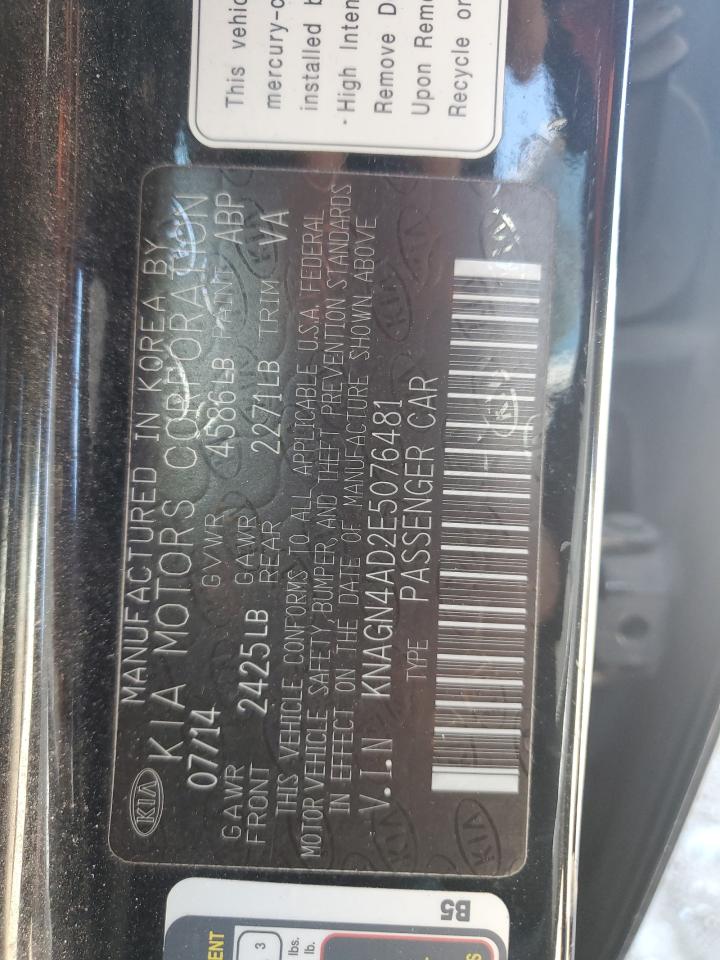 KIA
MANUFACTURED IN KOREA BY
KIA MOTORS CORPORATION
07/14 GVWR 4586LB PAINT ABP
GAWR FRONT 2425LB GAWR REAR 2271LB TRIM VA
THIS VEHICLE CONFORMS TO ALL APPLICABLE U.S.A. FEDERAL
MOTOR VEHICLE SAFETY, BUMPER, AND THEFT PREVENTION STANDARDS
IN EFFECT ON THE DATE OF MANUFACTURE SHOWN ABOVE
V.I.N KNAGN4AD2E5076481
TYPE PASSENGER CAR
This vehic
mercury-c
installed b
· High Inten
Remove D
Upon Remo
Recycle or
B5
ENT
3
lbs.
lb.
S